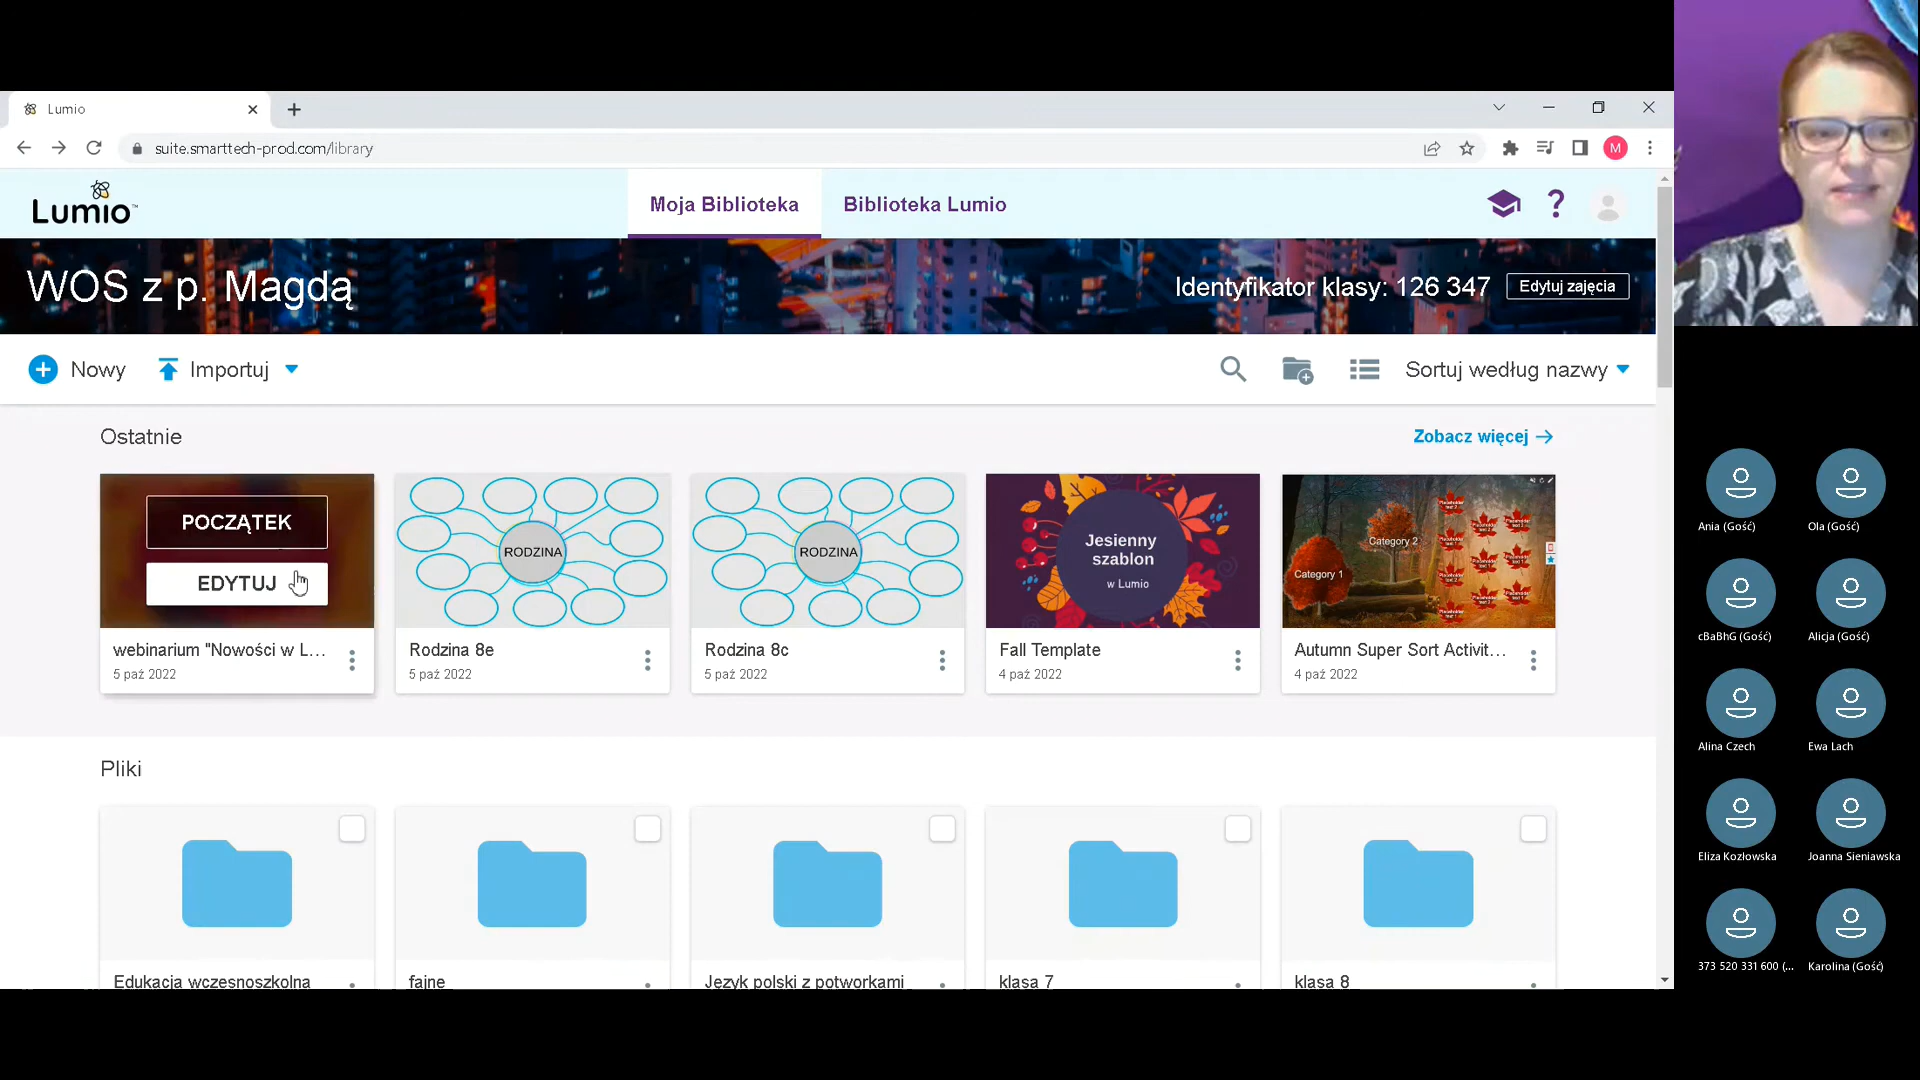 Lumio
suite.smarttech-prod.com/library
M
Lumio
Moja Biblioteka
Biblioteka Lumio
?
WOS z p. Magdą
Identyfikator klasy: 126 347
Edytuj zajęcia
Nowy
Importuj
Sortuj według nazwy
Ostatnie
Zobacz więcej
POCZĄTEK
EDYTUJ
RODZINA
RODZINA
Jesienny
szablon
w Lumio
Category 2
Category 1
webinarium "Nowości w L...
5 paź 2022
Rodzina 8e
5 paź 2022
Rodzina 8c
5 paź 2022
Fall Template
4 paź 2022
Autumn Super Sort Activit...
4 paź 2022
Pliki
Edukacja wczesnoszkolna
fajne
Język polski z potworkami
klasa 7
klasa 8
Ania (Gość)
Ola (Gość)
cBaBhG (Gość)
Alicja (Gość)
Alina Czech
Ewa Lach
Eliza Kozłowska
Joanna Sieniawska
373 520 331 600 (...
Karolina (Gość)